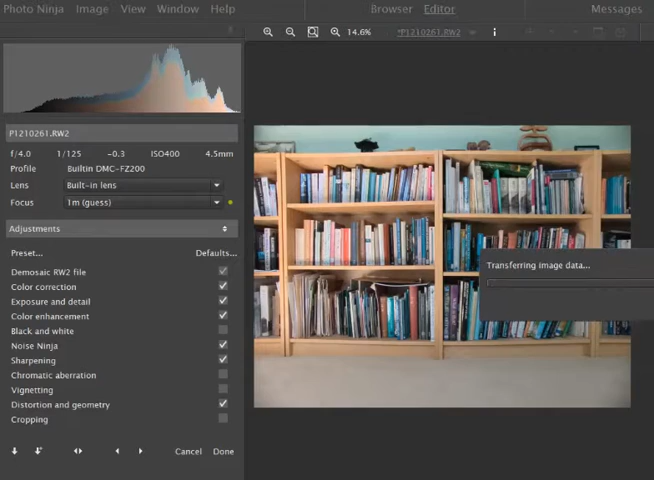 Photo Ninja Image View Window Help Browser Editor Messages
14.6% *P1210261.RW2 i
P1210261.RW2
f/4.0 1/125 -0.3 ISO400 4.5mm
Profile Builtin DMC-FZ200
Lens Built-in lens
Focus 1m (guess)
Adjustments
Preset... Defaults...
Demosaic RW2 file
Color correction
Exposure and detail
Color enhancement
Black and white
Noise Ninja
Sharpening
Chromatic aberration
Vignetting
Distortion and geometry
Cropping
Cancel Done
Transferring image data...